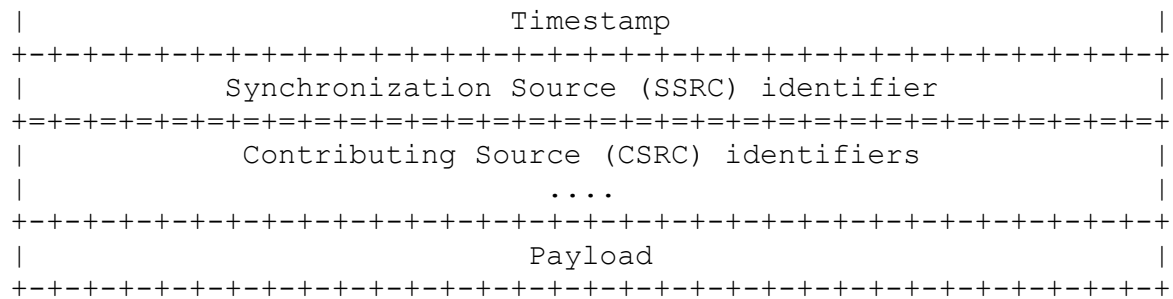 |                           Timestamp                           |
+-+-+-+-+-+-+-+-+-+-+-+-+-+-+-+-+-+-+-+-+-+-+-+-+-+-+-+-+-+-+-+-+
|           Synchronization Source (SSRC) identifier            |
+=+=+=+=+=+=+=+=+=+=+=+=+=+=+=+=+=+=+=+=+=+=+=+=+=+=+=+=+=+=+=+=+
|            Contributing Source (CSRC) identifiers             |
|                             ....                              |
+-+-+-+-+-+-+-+-+-+-+-+-+-+-+-+-+-+-+-+-+-+-+-+-+-+-+-+-+-+-+-+-+
|                            Payload                            |
+-+-+-+-+-+-+-+-+-+-+-+-+-+-+-+-+-+-+-+-+-+-+-+-+-+-+-+-+-+-+-+-+